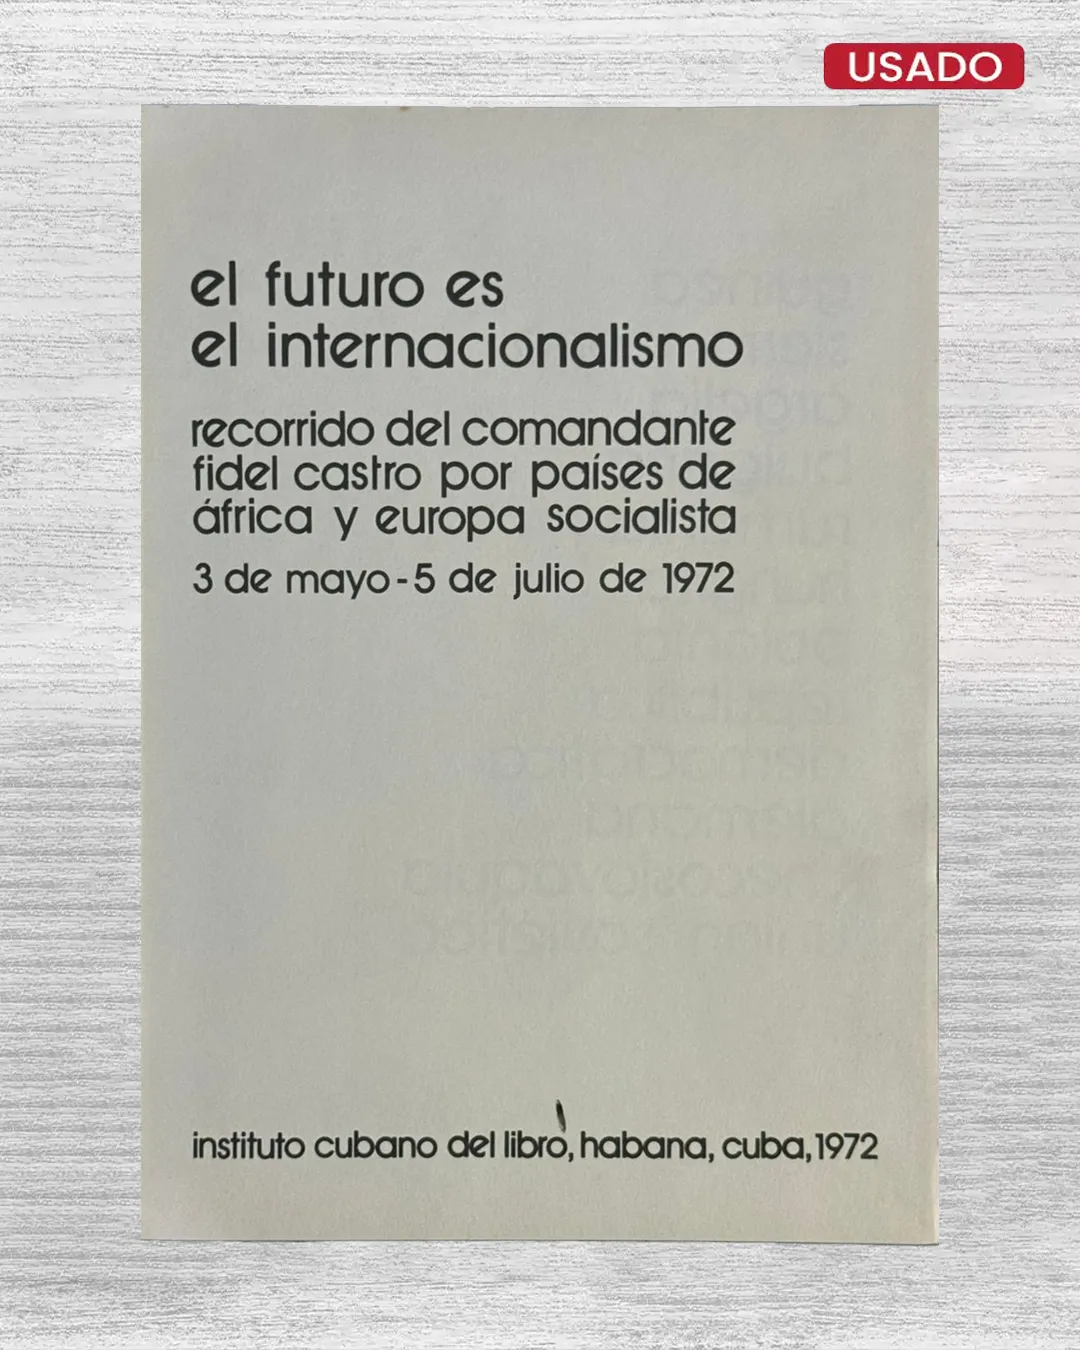 USADO
el futuro es
el internacionalismo
recorrido del comandante
fidel castro por países de
áfrica y europa socialista
3 de mayo-5 de julio de 1972
instituto cubano del libro, habana, cuba, 1972